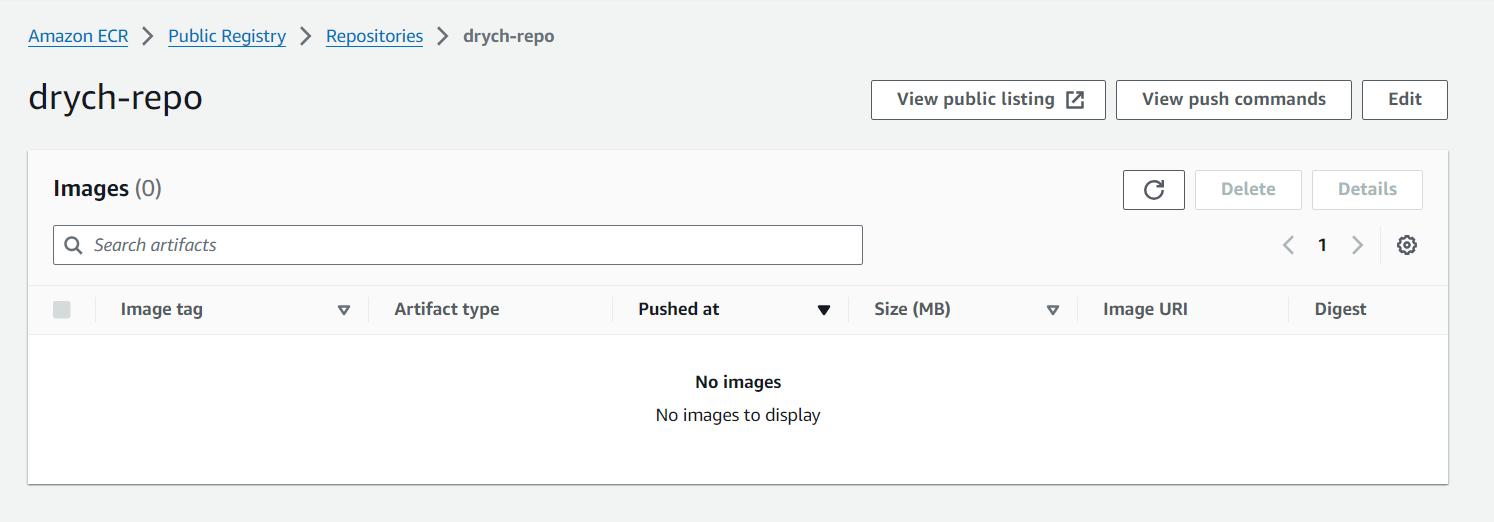 Amazon ECR > Public Registry > Repositories > drych-repo
drych-repo
View public listing View push commands Edit
Images (0)
Delete Details
Search artifacts
1
Image tag Artifact type Pushed at Size (MB) Image URI Digest
No images
No images to display